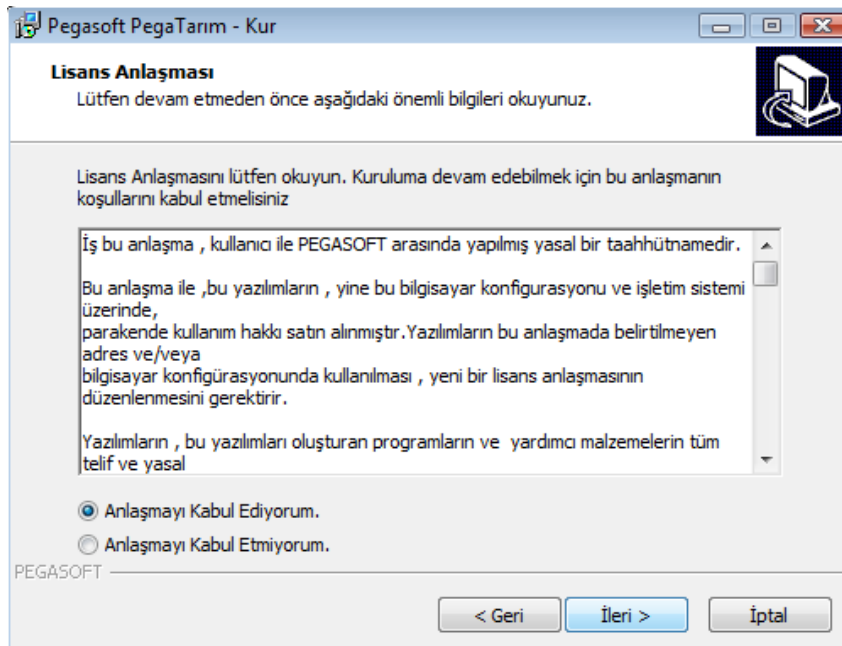 Pegasoft PegaTarım - Kur
Lisans Anlaşması
Lütfen devam etmeden önce aşağıdaki önemli bilgileri okuyunuz.
Lisans Anlaşmasını lütfen okuyun. Kuruluma devam edebilmek için bu anlaşmanın
koşullarını kabul etmelisiniz
İş bu anlaşma , kullanıcı ile PEGASOFT arasında yapılmış yasal bir taahhütnamedir.
Bu anlaşma ile ,bu yazılımların , yine bu bilgisayar konfigurasyonu ve işletim sistemi
üzerinde,
parakende kullanım hakkı satın alınmıştır.Yazılımların bu anlaşmada belirtilmeyen
adres ve/veya
bilgisayar konfigürasyonunda kullanılması , yeni bir lisans anlaşmasının
düzenlenmesini gerektirir.
Yazılımların , bu yazılımları oluşturan programların ve  yardımcı malzemelerin tüm
telif ve yasal
Anlaşmayı Kabul Ediyorum.
Anlaşmayı Kabul Etmiyorum.
PEGASOFT
< Geri
İleri >
İptal